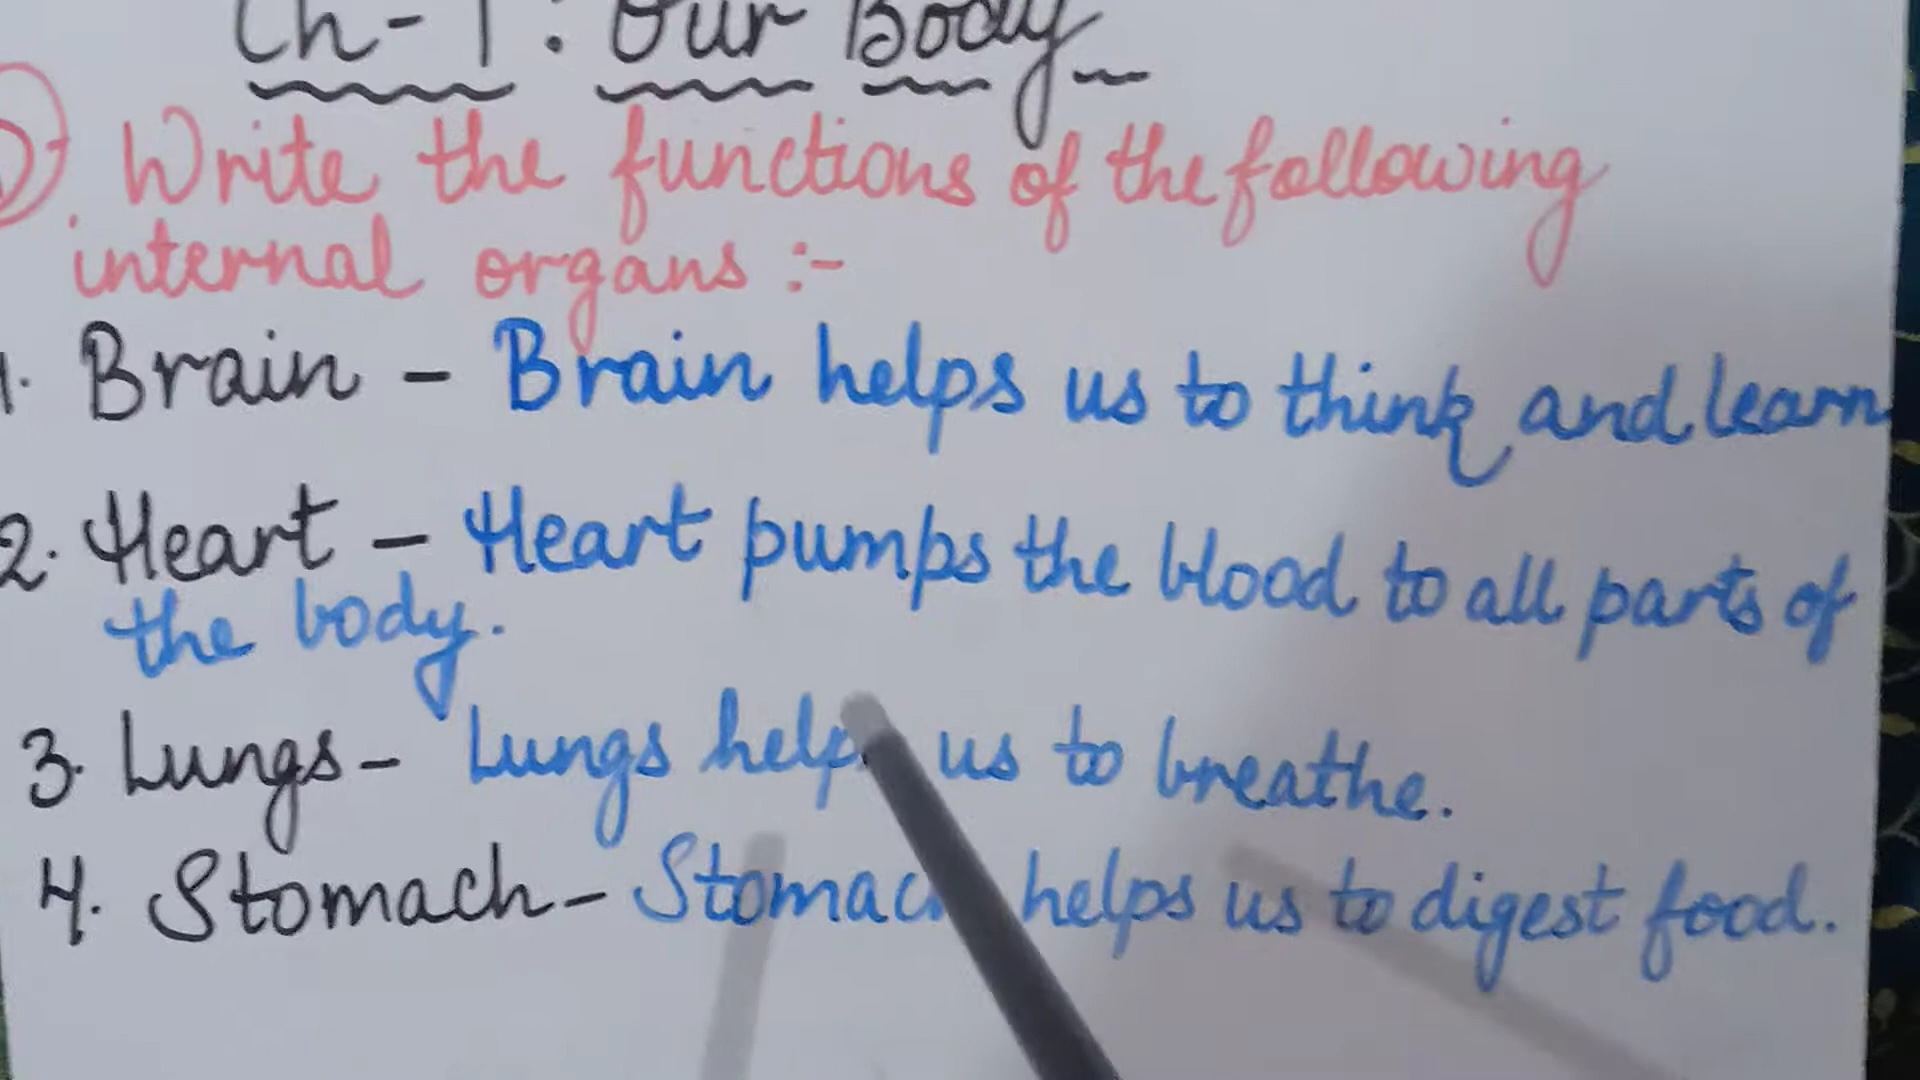 Ch-1: Our Body
Q Write the functions of the following
internal organs :-
1. Brain - Brain helps us to think and learn
2. Heart - Heart pumps the blood to all parts of
the body.
3. Lungs - Lungs help us to breathe.
4. Stomach - Stomach helps us to digest food.